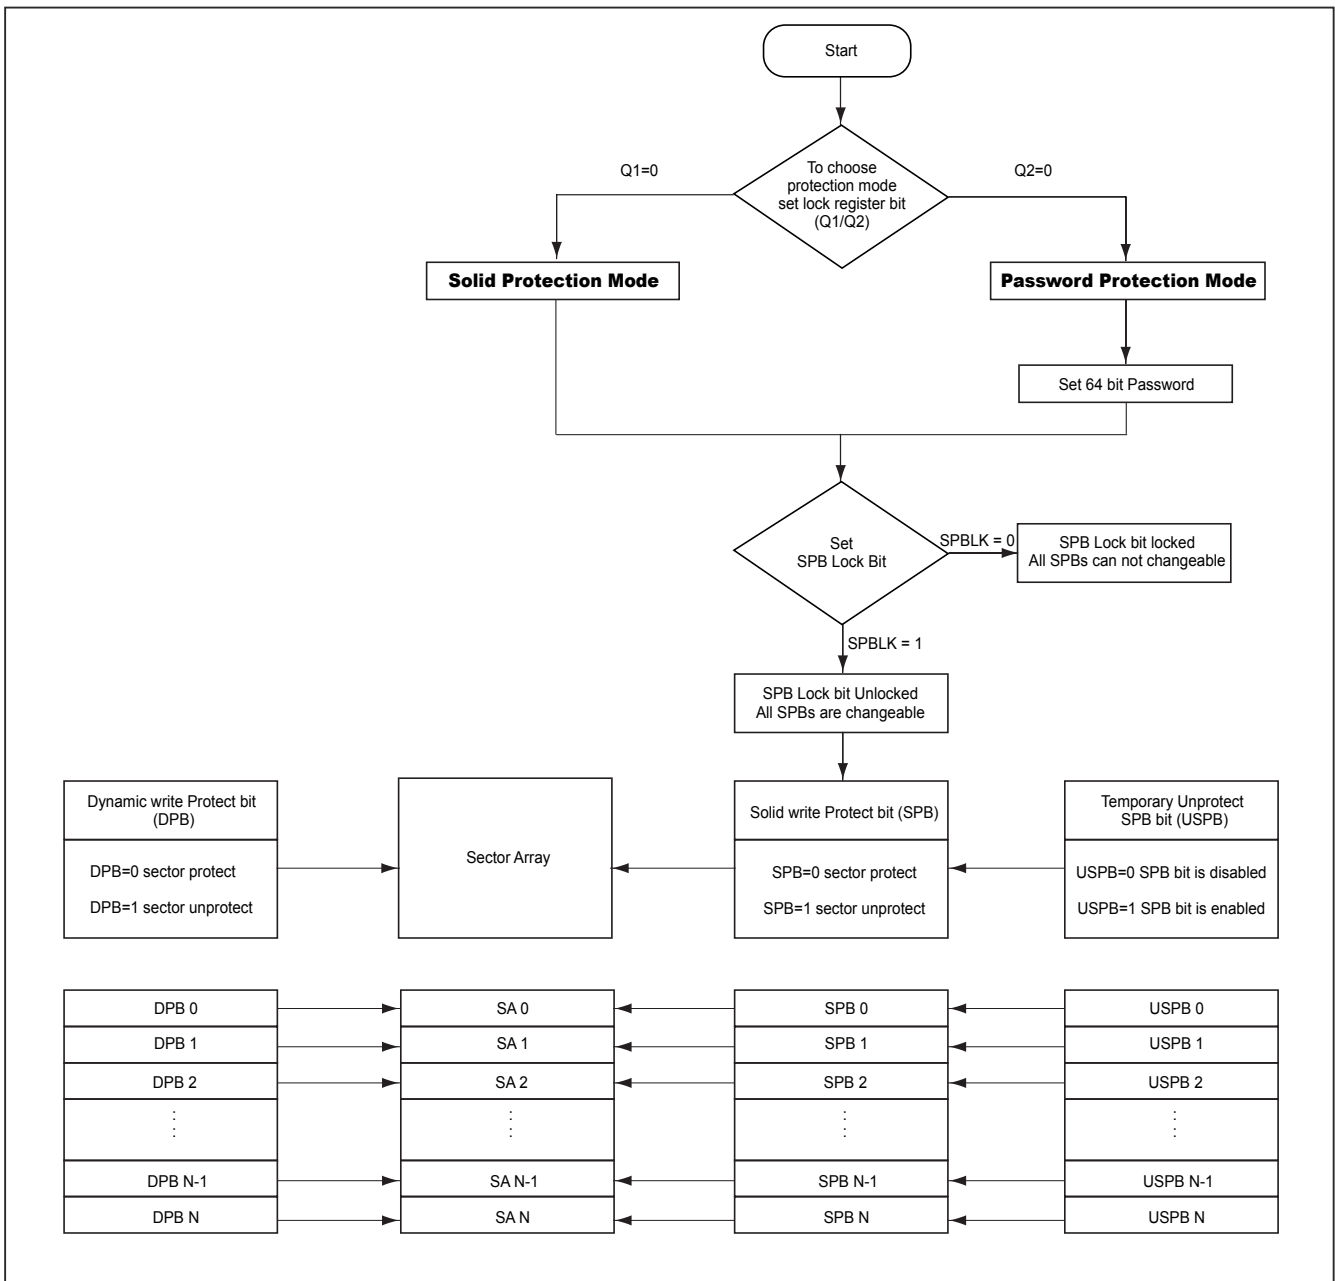 Start
To choose
protection mode
set lock register bit
(Q1/Q2)
Q1=0
Q2=0
Solid Protection Mode
Password Protection Mode
Set 64 bit Password
Set
SPB Lock Bit
SPBLK = 0
SPB Lock bit locked
All SPBs can not changeable
SPBLK = 1
SPB Lock bit Unlocked
All SPBs are changeable
Dynamic write Protect bit
(DPB)
DPB=0 sector protect
DPB=1 sector unprotect
Sector Array
Solid write Protect bit (SPB)
SPB=0 sector protect
SPB=1 sector unprotect
Temporary Unprotect
SPB bit (USPB)
USPB=0 SPB bit is disabled
USPB=1 SPB bit is enabled
DPB 0 SA 0 SPB 0 USPB 0
DPB 1 SA 1 SPB 1 USPB 1
DPB 2 SA 2 SPB 2 USPB 2
DPB N-1 SA N-1 SPB N-1 USPB N-1
DPB N SA N SPB N USPB N